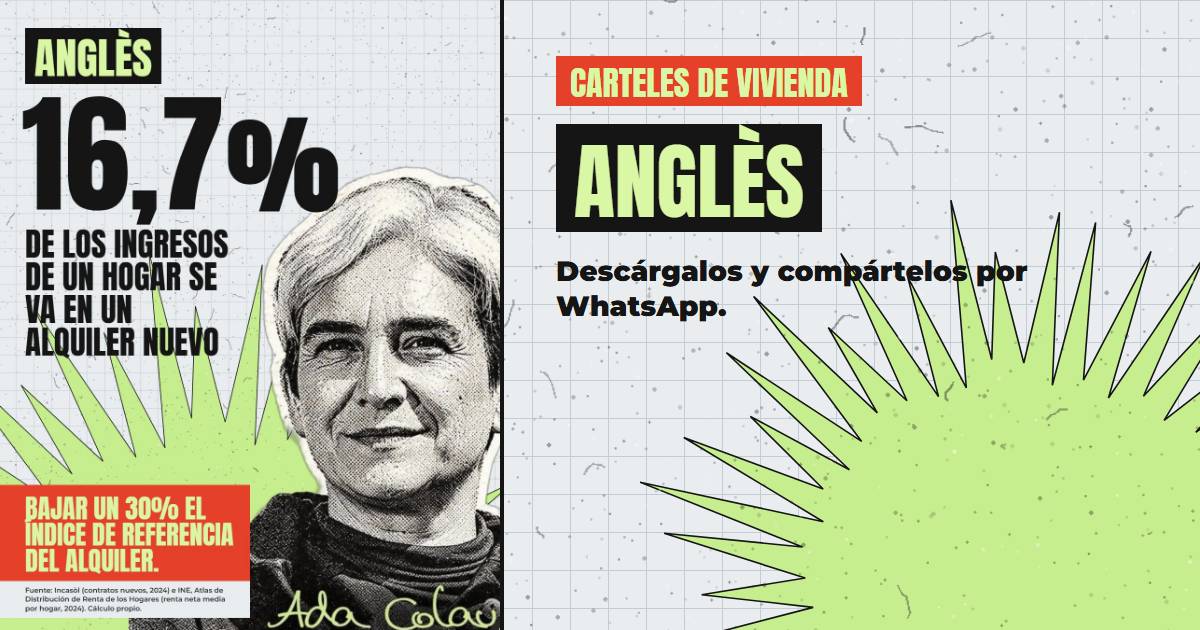 ANGLÈS
16,7%
DE LOS INGRESOS
DE UN HOGAR SE
VA EN UN
ALQUILER NUEVO
BAJAR UN 30% EL
ÍNDICE DE REFERENCIA
DEL ALQUILER.
Fuente: Incasòl (contratos nuevos, 2024) e INE, Atlas de
Distribución de Renta de los Hogares (renta neta media
por hogar, 2024). Cálculo propio.
Ada Colau
CARTELES DE VIVIENDA
ANGLÈS
Descárgalos y compártelos por
WhatsApp.